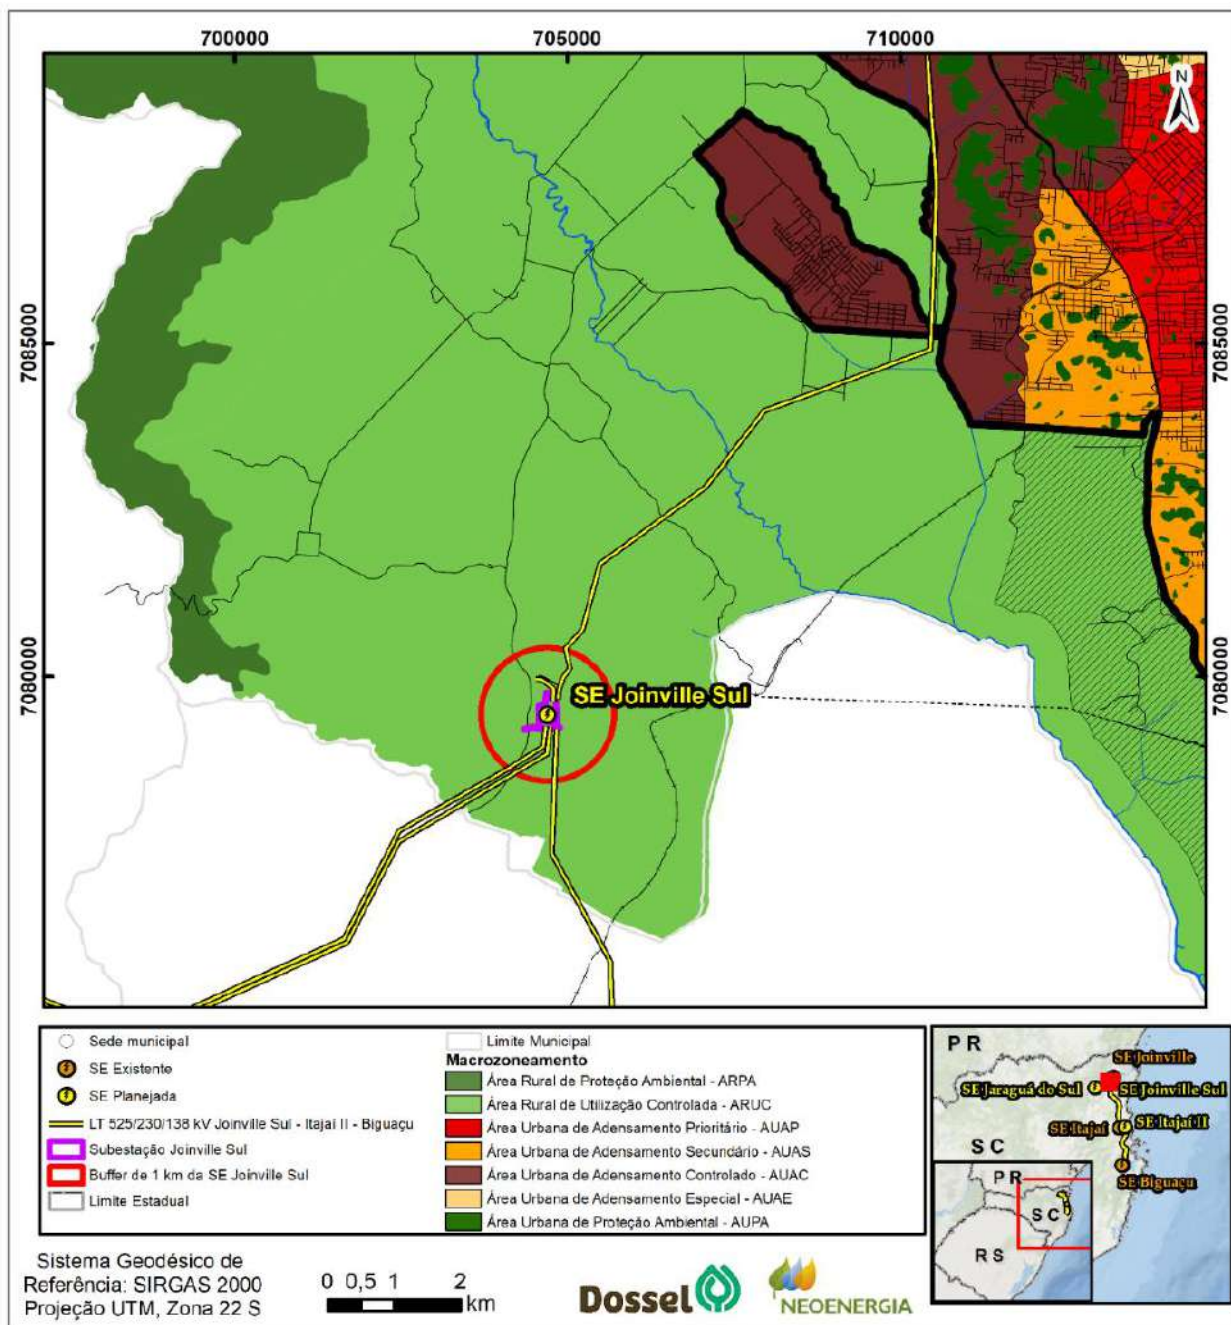 700000 705000 710000
N
7085000 7085000
7080000 7080000
SE Joinville Sul
Sede municipal
SE Existente
SE Planejada
LT 525/230/138 kV Joinville Sul - Itajaí II - Biguaçu
Subestação Joinville Sul
Buffer de 1 km da SE Joinville Sul
Limite Estadual
Limite Municipal
Macrozoneamento
Área Rural de Proteção Ambiental - ARPA
Área Rural de Utilização Controlada - ARUC
Área Urbana de Adensamento Prioritário - AUAP
Área Urbana de Adensamento Secundário - AUAS
Área Urbana de Adensamento Controlado - AUAC
Área Urbana de Adensamento Especial - AUAE
Área Urbana de Proteção Ambiental - AUPA
PR
SE Joinville
SE Jaraguá do Sul
SE Joinville Sul
SE Itajaí
SE Itajaí II
SC
SE Biguaçu
PR
SC
RS
Sistema Geodésico de
Referência: SIRGAS 2000
Projeção UTM, Zona 22 S
0 0,5 1 2
km
Dossel
NEOENERGIA